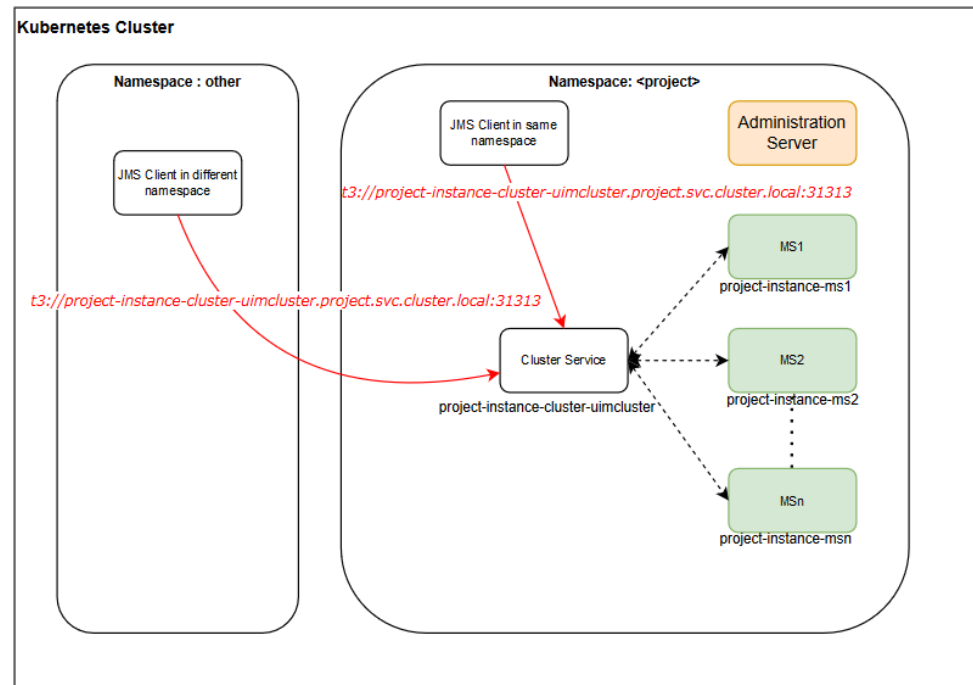 Kubernetes Cluster
Namespace : other
Namespace: <project>
JMS Client in same
namespace
Administration
Server
JMS Client in different
namespace
t3://project-instance-cluster-uimcluster.project.svc.cluster.local:31313
MS1
project-instance-ms1
t3://project-instance-cluster-uimcluster.project.svc.cluster.local:31313
Cluster Service
project-instance-cluster-uimcluster
MS2
project-instance-ms2
MSn
project-instance-msn